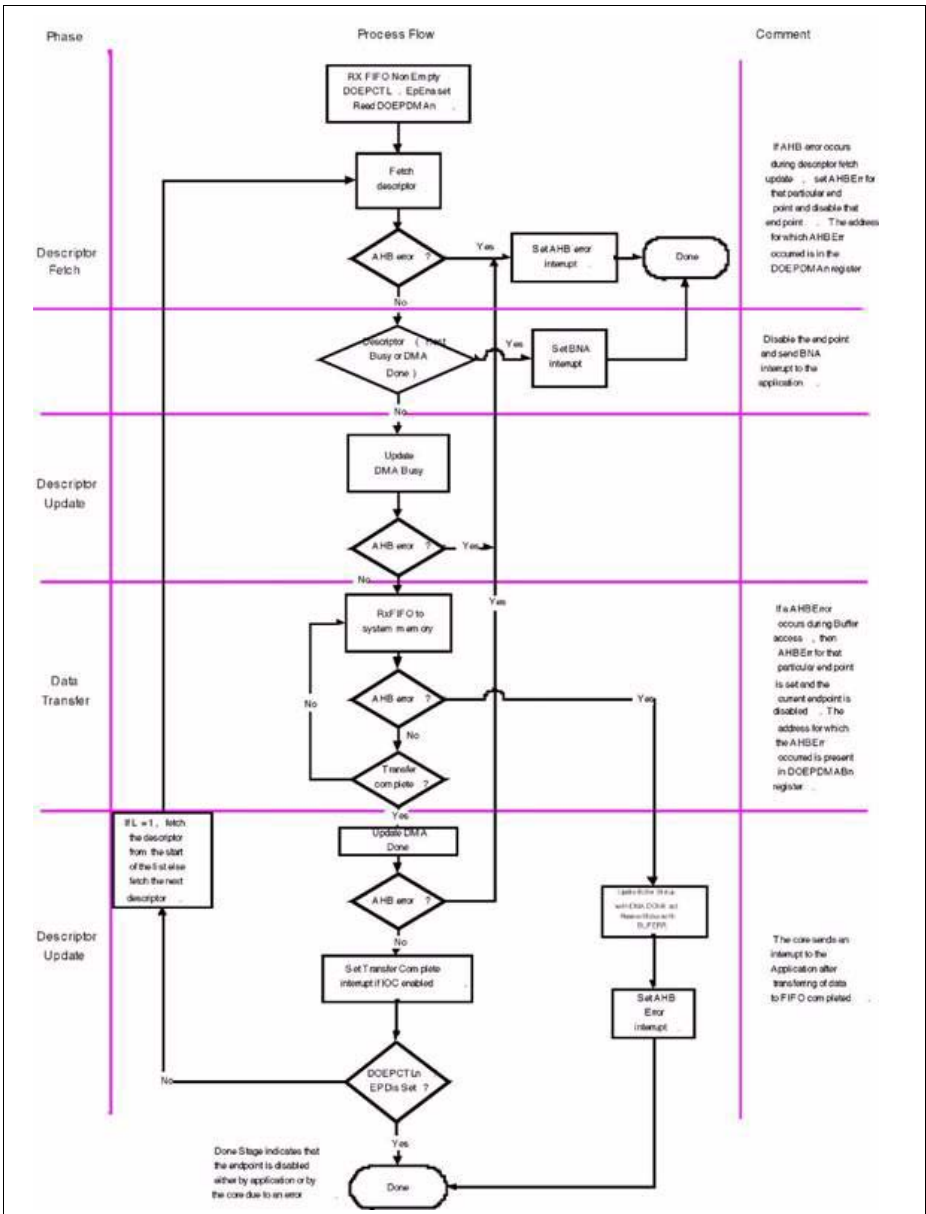 Phase
Process Flow
Comment
RX FIFO Non Empty
DOEPCTL . EpEna set
Read DOEPDMAn .
Fetch
descriptor
AHB error ?
Yes
Set AHB error
interrupt .
Done
No
Descriptor
Fetch
If AHB error occurs
during descriptor fetch
update , set AHBErr for
that particular end
point and disable that
end point . The address
for which AHBErr
occurred is in the
DOEPDMAn register
Descriptor ( Host
Busy or DMA
Done )
Yes
Set BNA
interrupt
No
Disable the end point
and send BNA
interrupt to the
application .
Descriptor
Update
Update
DMA Busy
AHB error ?
Yes
No
Yes
Data
Transfer
RxFIFO to
system memory
AHB error ?
Yes
No
No
Transfer
complete ?
Yes
If a AHBError
occurs during Buffer
access , then
AHBErr for that
particular end point
is set and the
current endpoint is
disabled . The
address for which
the AHBErr
occurred is present
in DOEPDMABn
register .
If L = 1 , fetch
the descriptor
from the start
of the list else
fetch the next
descriptor .
Descriptor
Update
Update DMA
Done
AHB error ?
No
Set Transfer Complete
interrupt if IOC enabled .
DOEPCTLn
EPDis Set ?
No
Yes
Done
Update Buffer Status
BUFERR
Set AHB
Error
interrupt .
The core sends an
interrupt to the
Application after
transferring of data
to FIFO completed .
Done Stage indicates that
the endpoint is disabled
either by application or by
the core due to an error .